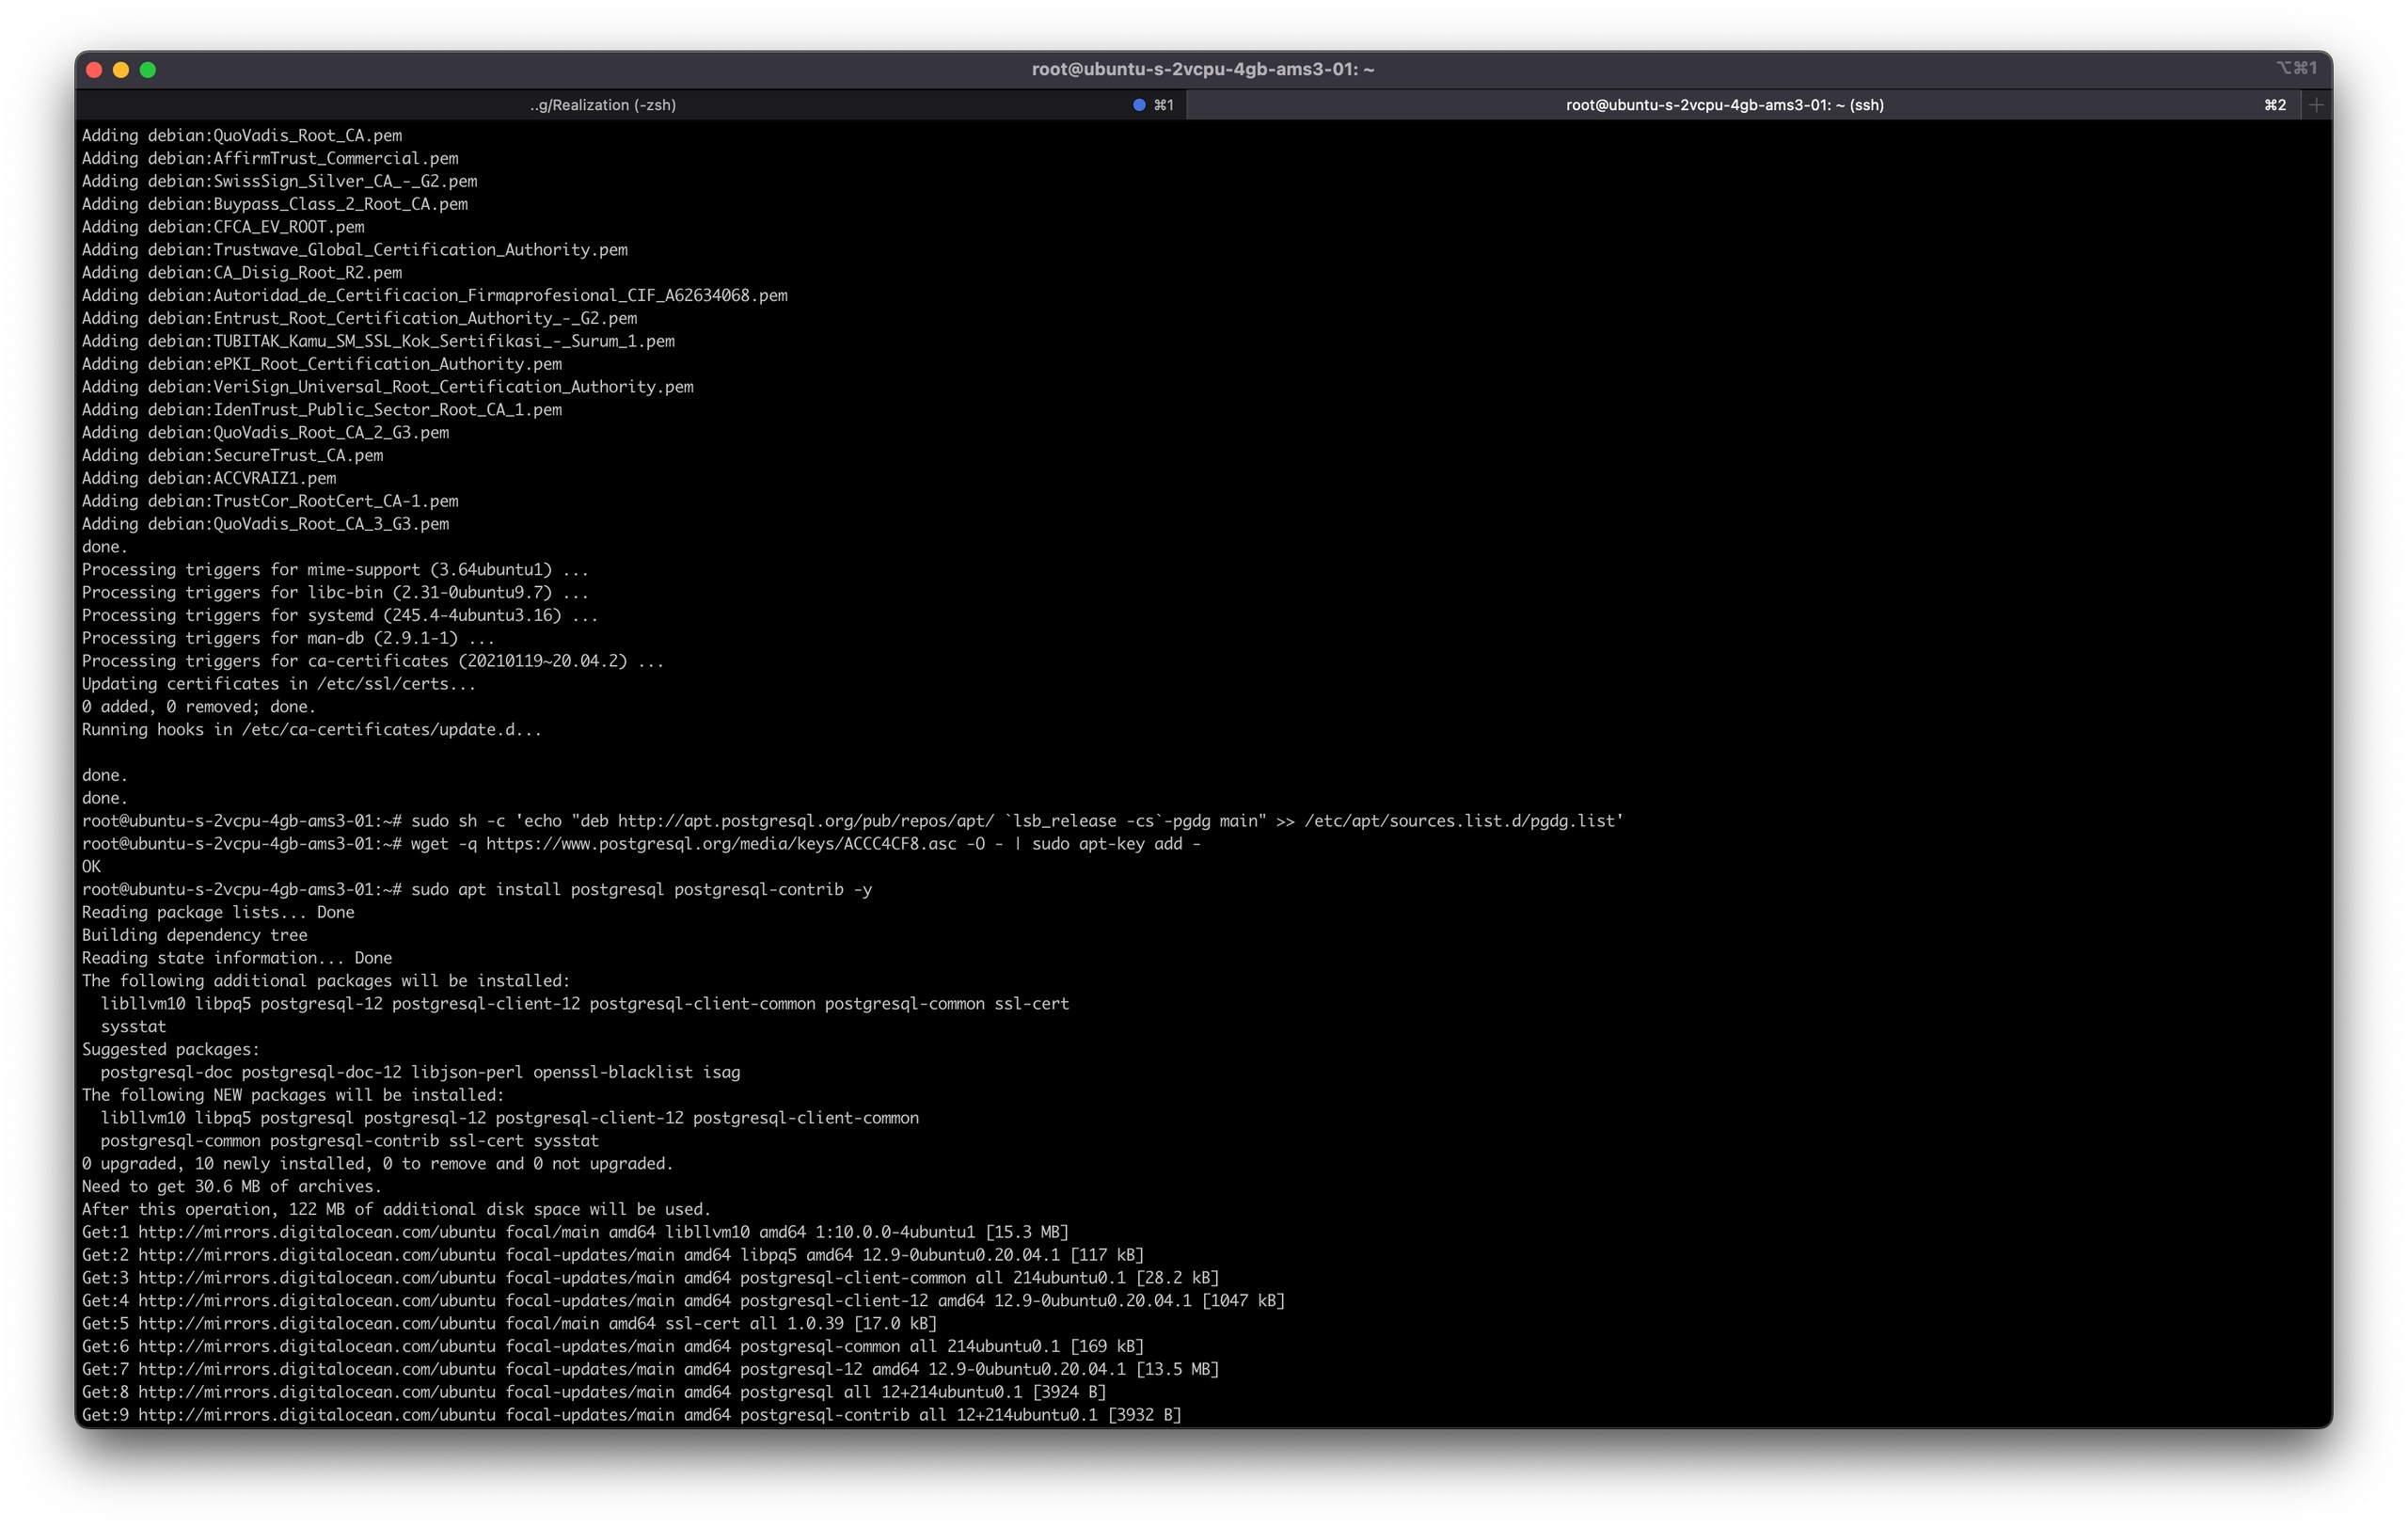 root@ubuntu-s-2vcpu-4gb-ams3-01: ~
⌥⌘1
..g/Realization (-zsh)
⌘1
root@ubuntu-s-2vcpu-4gb-ams3-01: ~ (ssh)
⌘2
Adding debian:QuoVadis_Root_CA.pem
Adding debian:AffirmTrust_Commercial.pem
Adding debian:SwissSign_Silver_CA_-_G2.pem
Adding debian:Buypass_Class_2_Root_CA.pem
Adding debian:CFCA_EV_ROOT.pem
Adding debian:Trustwave_Global_Certification_Authority.pem
Adding debian:CA_Disig_Root_R2.pem
Adding debian:Autoridad_de_Certificacion_Firmaprofesional_CIF_A62634068.pem
Adding debian:Entrust_Root_Certification_Authority_-_G2.pem
Adding debian:TUBITAK_Kamu_SM_SSL_Kok_Sertifikasi_-_Surum_1.pem
Adding debian:ePKI_Root_Certification_Authority.pem
Adding debian:VeriSign_Universal_Root_Certification_Authority.pem
Adding debian:IdenTrust_Public_Sector_Root_CA_1.pem
Adding debian:QuoVadis_Root_CA_2_G3.pem
Adding debian:SecureTrust_CA.pem
Adding debian:ACCVRAIZ1.pem
Adding debian:TrustCor_RootCert_CA-1.pem
Adding debian:QuoVadis_Root_CA_3_G3.pem
done.
Processing triggers for mime-support (3.64ubuntu1) ...
Processing triggers for libc-bin (2.31-0ubuntu9.7) ...
Processing triggers for systemd (245.4-4ubuntu3.16) ...
Processing triggers for man-db (2.9.1-1) ...
Processing triggers for ca-certificates (20210119~20.04.2) ...
Updating certificates in /etc/ssl/certs...
0 added, 0 removed; done.
Running hooks in /etc/ca-certificates/update.d...
done.
done.
root@ubuntu-s-2vcpu-4gb-ams3-01:~# sudo sh -c 'echo "deb http://apt.postgresql.org/pub/repos/apt/ `lsb_release -cs`-pgdg main" >> /etc/apt/sources.list.d/pgdg.list'
root@ubuntu-s-2vcpu-4gb-ams3-01:~# wget -q https://www.postgresql.org/media/keys/ACCC4CF8.asc -O - | sudo apt-key add -
OK
root@ubuntu-s-2vcpu-4gb-ams3-01:~# sudo apt install postgresql postgresql-contrib -y
Reading package lists... Done
Building dependency tree
Reading state information... Done
The following additional packages will be installed:
  libllvm10 libpq5 postgresql-12 postgresql-client-12 postgresql-client-common postgresql-common ssl-cert
  sysstat
Suggested packages:
  postgresql-doc postgresql-doc-12 libjson-perl openssl-blacklist isag
The following NEW packages will be installed:
  libllvm10 libpq5 postgresql postgresql-12 postgresql-client-12 postgresql-client-common
  postgresql-common postgresql-contrib ssl-cert sysstat
0 upgraded, 10 newly installed, 0 to remove and 0 not upgraded.
Need to get 30.6 MB of archives.
After this operation, 122 MB of additional disk space will be used.
Get:1 http://mirrors.digitalocean.com/ubuntu focal/main amd64 libllvm10 amd64 1:10.0.0-4ubuntu1 [15.3 MB]
Get:2 http://mirrors.digitalocean.com/ubuntu focal-updates/main amd64 libpq5 amd64 12.9-0ubuntu0.20.04.1 [117 kB]
Get:3 http://mirrors.digitalocean.com/ubuntu focal-updates/main amd64 postgresql-client-common all 214ubuntu0.1 [28.2 kB]
Get:4 http://mirrors.digitalocean.com/ubuntu focal-updates/main amd64 postgresql-client-12 amd64 12.9-0ubuntu0.20.04.1 [1047 kB]
Get:5 http://mirrors.digitalocean.com/ubuntu focal/main amd64 ssl-cert all 1.0.39 [17.0 kB]
Get:6 http://mirrors.digitalocean.com/ubuntu focal-updates/main amd64 postgresql-common all 214ubuntu0.1 [169 kB]
Get:7 http://mirrors.digitalocean.com/ubuntu focal-updates/main amd64 postgresql-12 amd64 12.9-0ubuntu0.20.04.1 [13.5 MB]
Get:8 http://mirrors.digitalocean.com/ubuntu focal-updates/main amd64 postgresql all 12+214ubuntu0.1 [3924 B]
Get:9 http://mirrors.digitalocean.com/ubuntu focal-updates/main amd64 postgresql-contrib all 12+214ubuntu0.1 [3932 B]